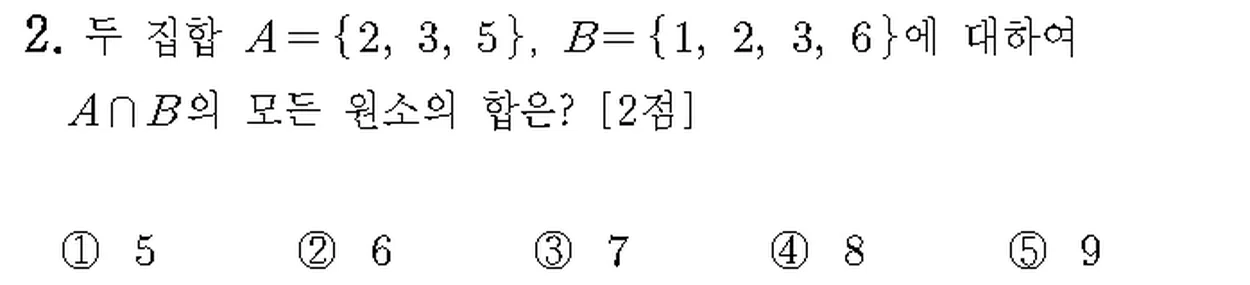 2. 두 집합 A={2, 3, 5}, B={1, 2, 3, 6}에 대하여
A∩B의 모든 원소의 합은? [2점]
① 5 ② 6 ③ 7 ④ 8 ⑤ 9